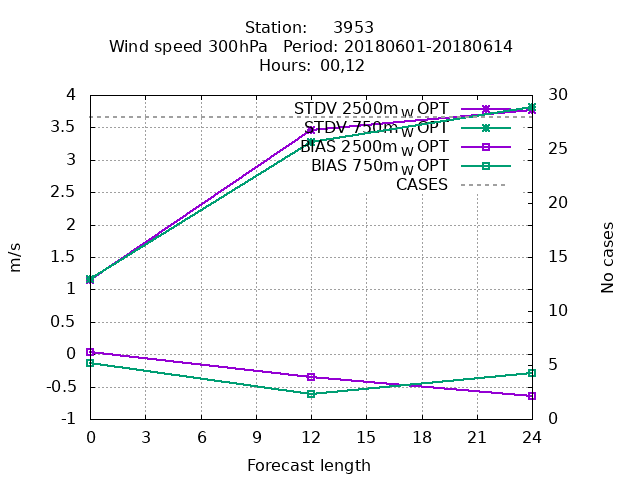 Station: 3953
Wind speed 300hPa Period: 20180601-20180614
Hours: 00,12
STDV 2500m_W OPT
STDV 750m_W OPT
BIAS 2500m_W OPT
BIAS 750m_W OPT
CASES
4
3.5
3
2.5
2
1.5
1
0.5
0
-0.5
-1
m/s
30
25
20
15
10
5
0
No cases
0 3 6 9 12 15 18 21 24
Forecast length